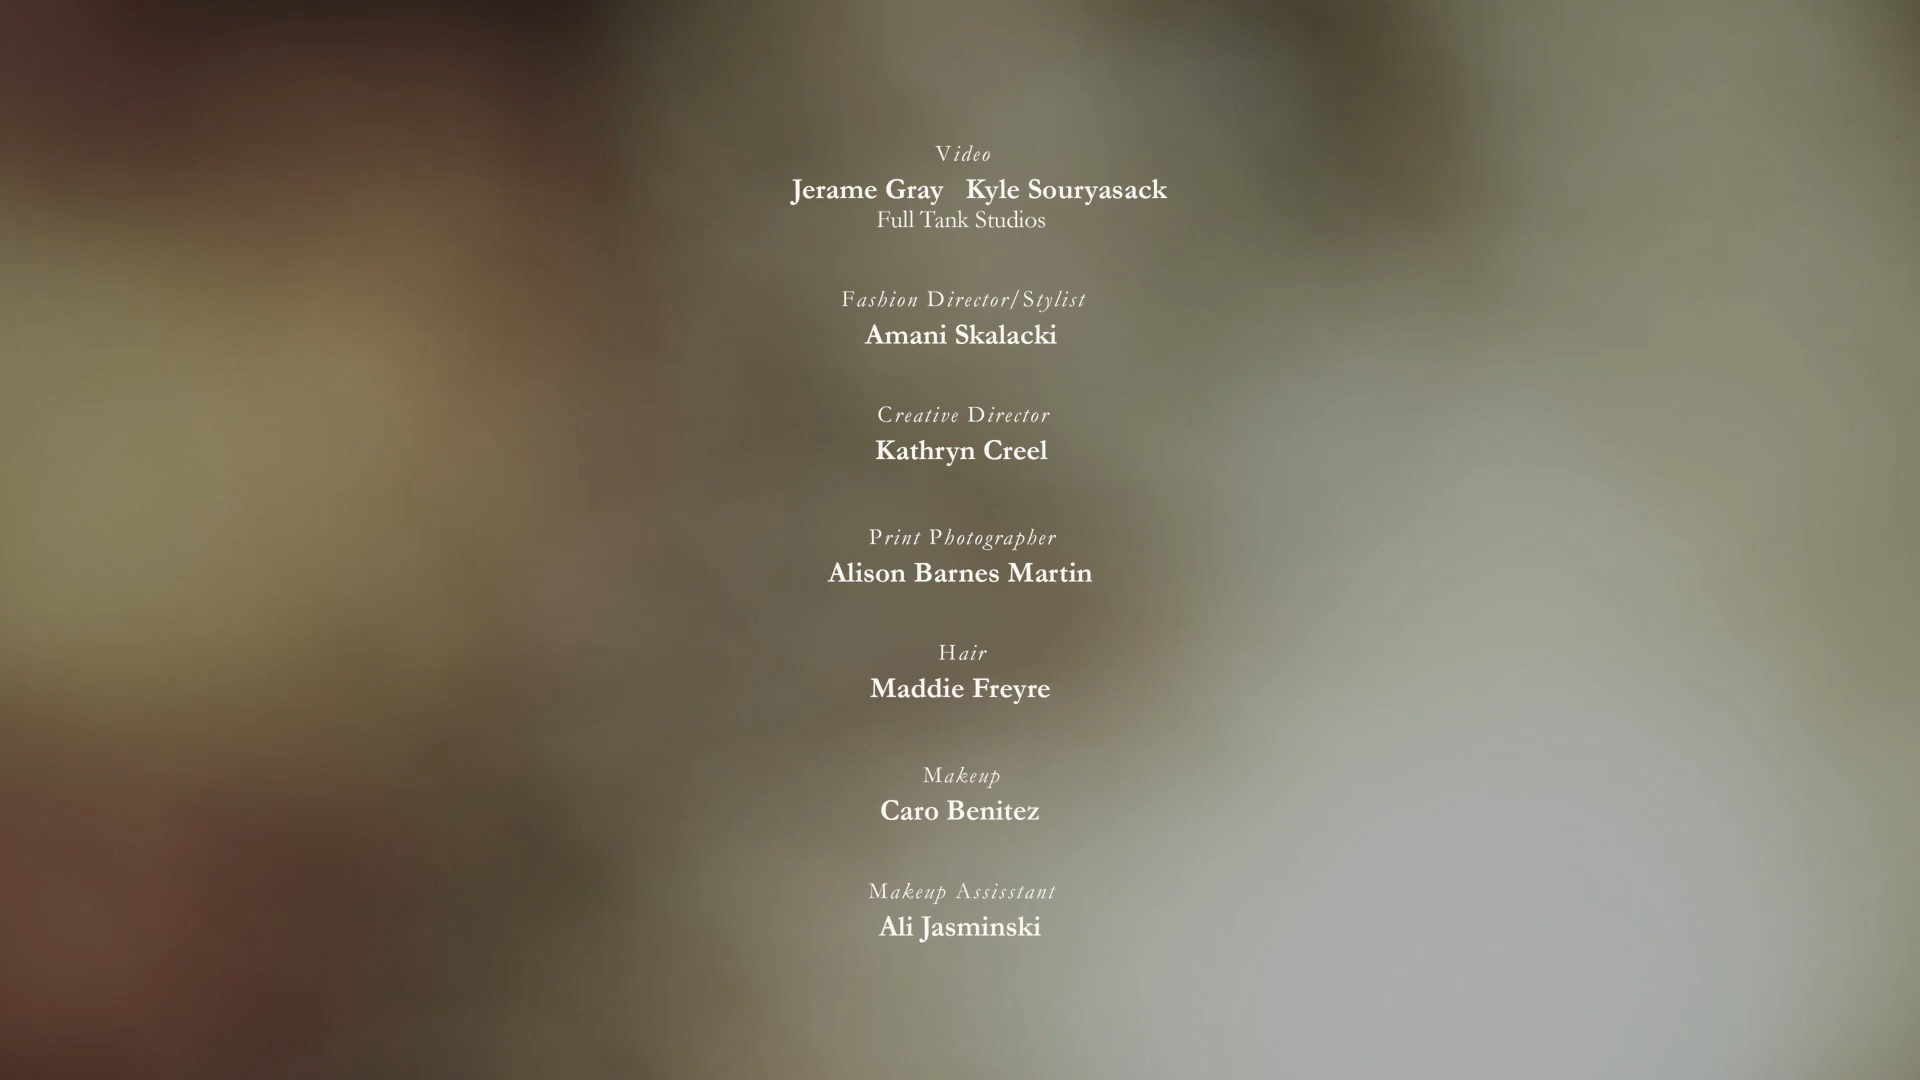 Video
Jerame Gray Kyle Souryasack
Full Tank Studios
Fashion Director/Stylist
Amani Skalacki
Creative Director
Kathryn Creel
Print Photographer
Alison Barnes Martin
Hair
Maddie Freyre
Makeup
Caro Benitez
Makeup Assisstant
Ali Jasminski